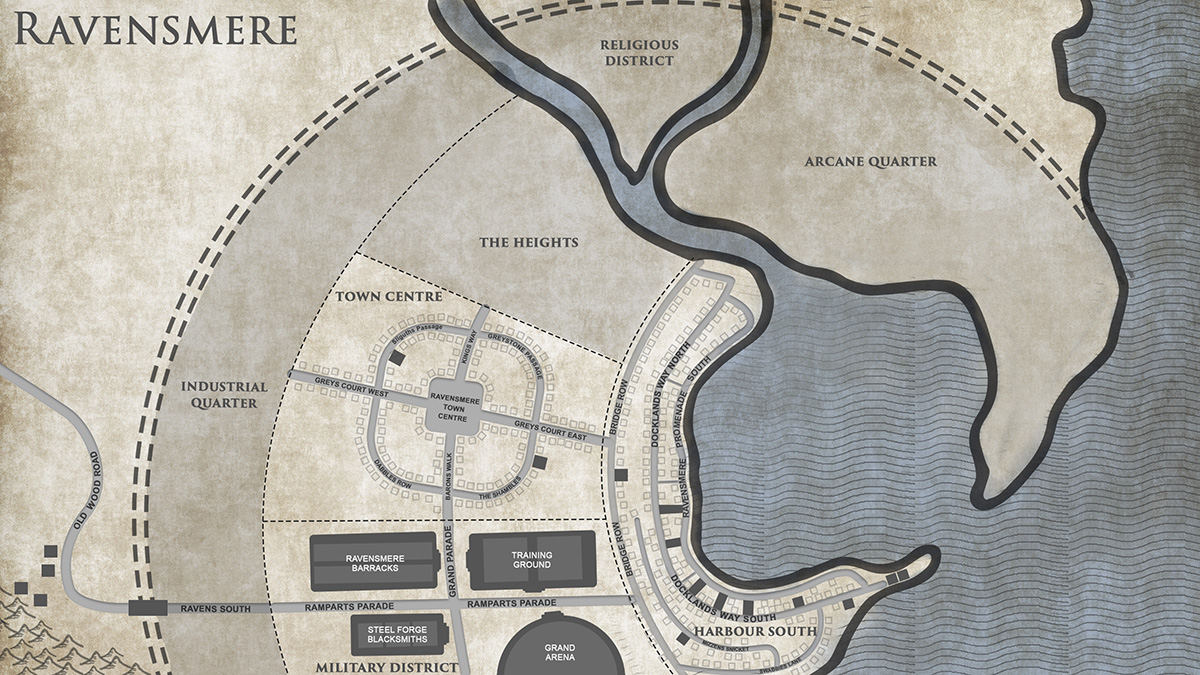 RAVENSMERE
RELIGIOUS
DISTRICT
ARCANE QUARTER
THE HEIGHTS
TOWN CENTRE
Sliguths Passage
KINGS WAY
GREYSTONE PASSAGE
INDUSTRIAL
QUARTER
GREYS COURT WEST
RAVENSMERE
TOWN
CENTRE
GREYS COURT EAST
BRIDGE ROW
DOCKLANDS WAY NORTH
RAVENSMERE PROMENADE SOUTH
OLD WOOD ROAD
DABBLES ROW
BARONS WALK
THE SHAMBLES
BRIDGE ROW
RAVENSMERE
BARRACKS
GRAND PARADE
TRAINING
GROUND
RAVENS SOUTH
RAMPARTS PARADE
RAMPARTS PARADE
DOCKLANDS WAY SOUTH
STEEL FORGE
BLACKSMITHS
HARBOUR SOUTH
GRAND
ARENA
MILITARY DISTRICT